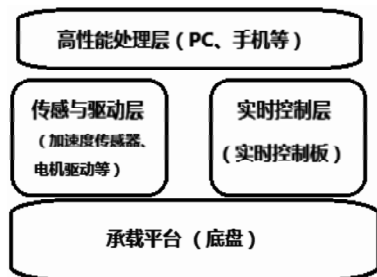 高性能处理层（PC、手机等）
传感与驱动层
（加速度传感器、
电机驱动等）
实时控制层
（实时控制板）
承载平台（底盘）